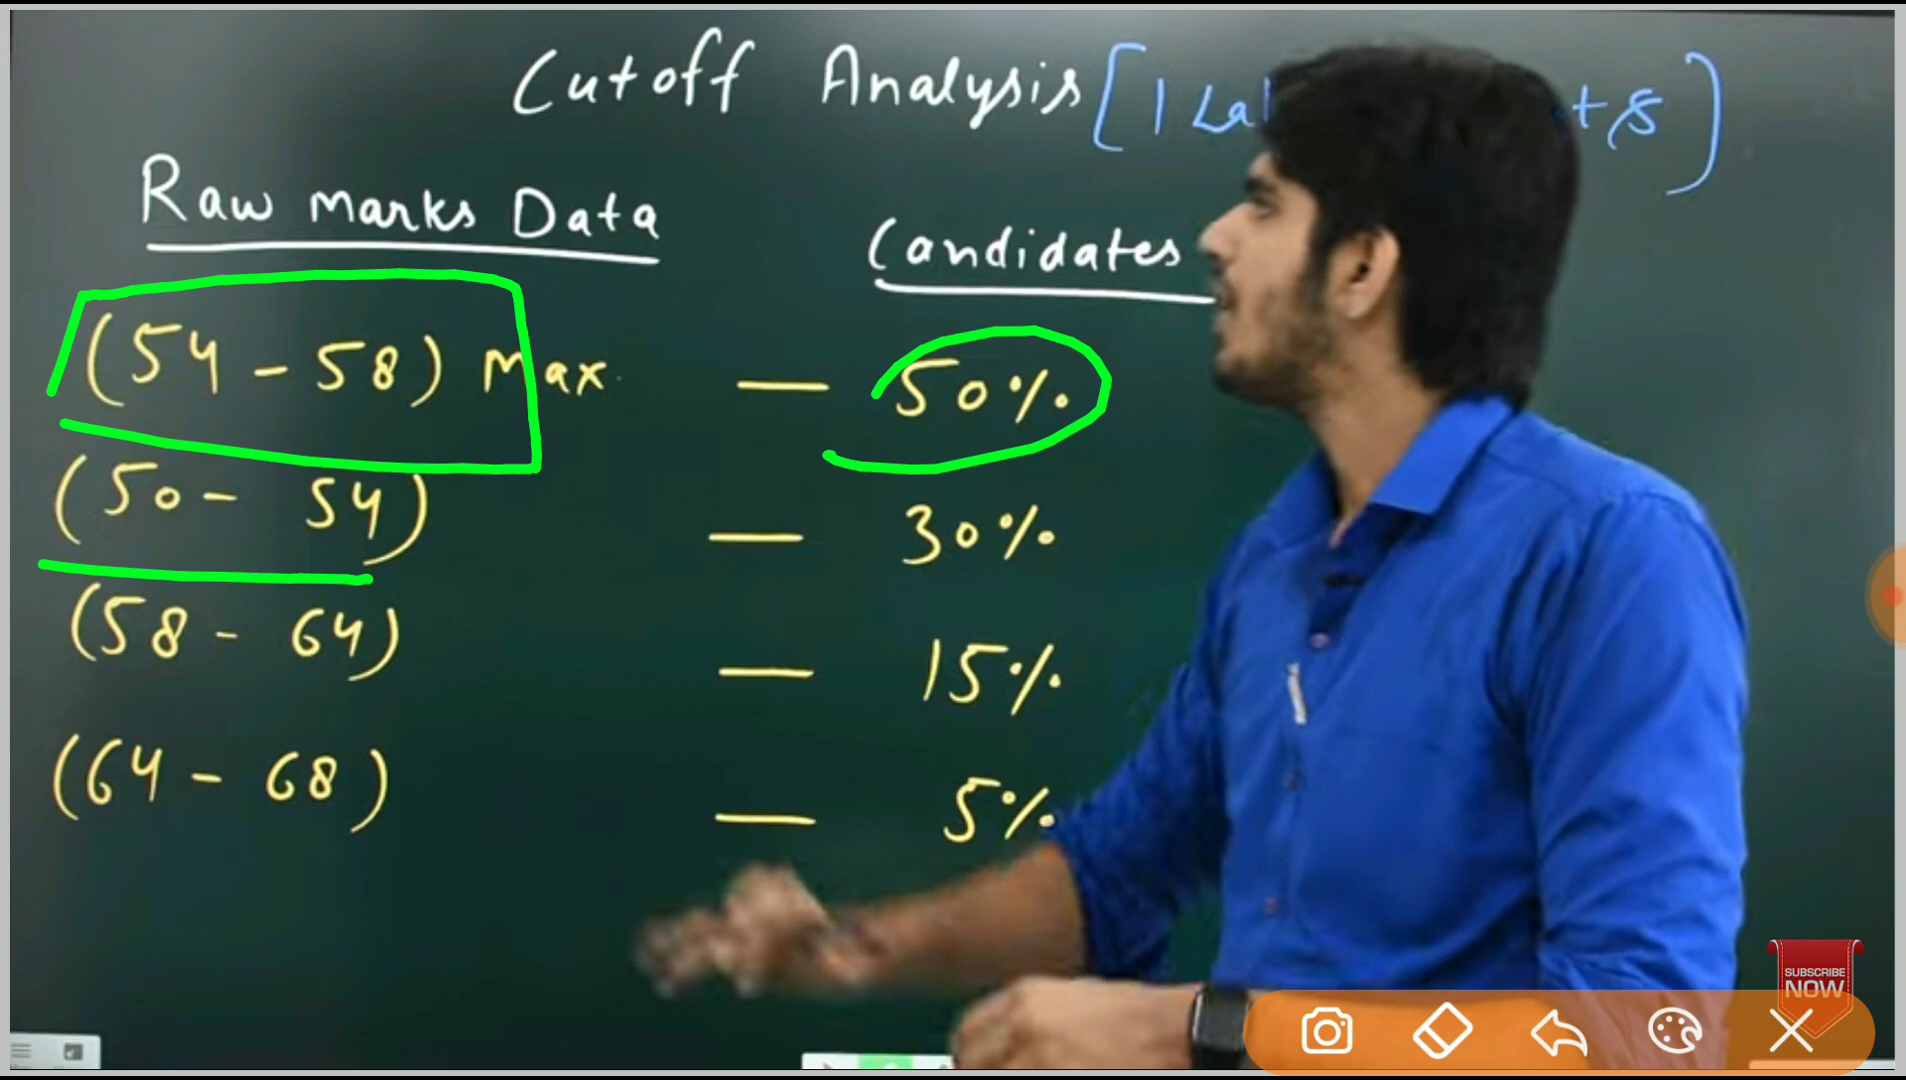 Cutoff Analysis [1 La + 8]
Raw Marks Data Candidates
(54 - 58) Max. — 50%
(50 - 54) — 30%
(58 - 64) — 15%
(64 - 68) — 5%
SUBSCRIBE
NOW